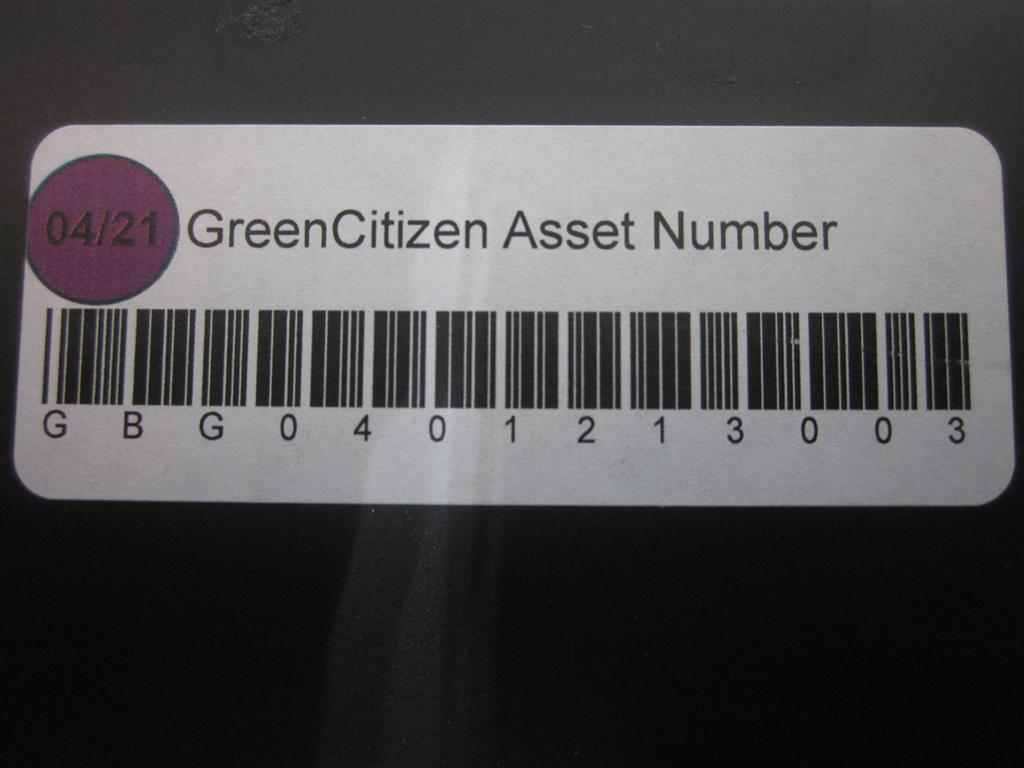 04/21 GreenCitizen Asset Number
G B G 0 4 0 1 2 1 3 0 0 3